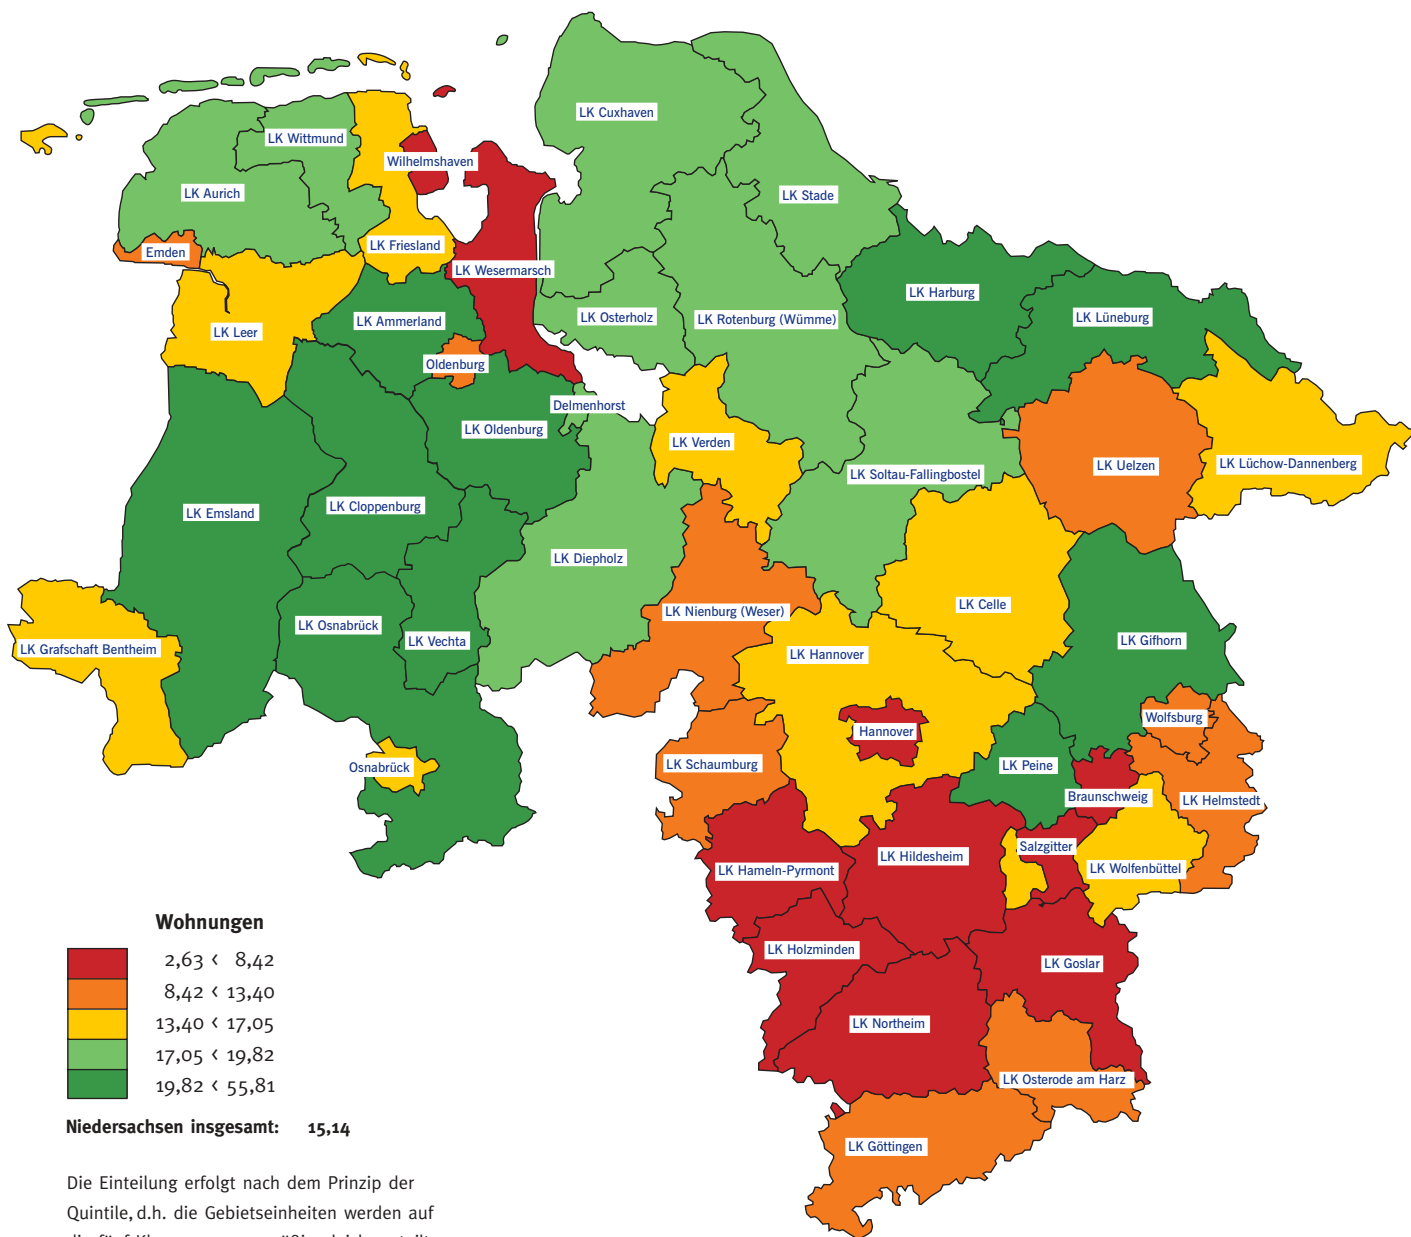 LK Cuxhaven
LK Wittmund
Wilhelmshaven
LK Aurich
LK Stade
LK Friesland
Emden
LK Wesermarsch
LK Harburg
LK Ammerland
LK Osterholz
LK Rotenburg (Wümme)
LK Lüneburg
LK Leer
Oldenburg
Delmenhorst
LK Oldenburg
LK Verden
LK Uelzen
LK Lüchow-Dannenberg
LK Soltau-Fallingbostel
LK Emsland
LK Cloppenburg
LK Diepholz
LK Celle
LK Nienburg (Weser)
LK Osnabrück
LK Vechta
LK Gifhorn
LK Grafschaft Bentheim
LK Hannover
Wolfsburg
Hannover
Osnabrück
LK Schaumburg
LK Peine
Braunschweig
LK Helmstedt
Salzgitter
LK Hildesheim
LK Hameln-Pyrmont
LK Wolfenbüttel
LK Holzminden
LK Goslar
LK Northeim
LK Osterode am Harz
LK Göttingen
Wohnungen
2,63 < 8,42
8,42 < 13,40
13,40 < 17,05
17,05 < 19,82
19,82 < 55,81
Niedersachsen insgesamt: 15,14
Die Einteilung erfolgt nach dem Prinzip der
Quintile, d.h. die Gebietseinheiten werden auf